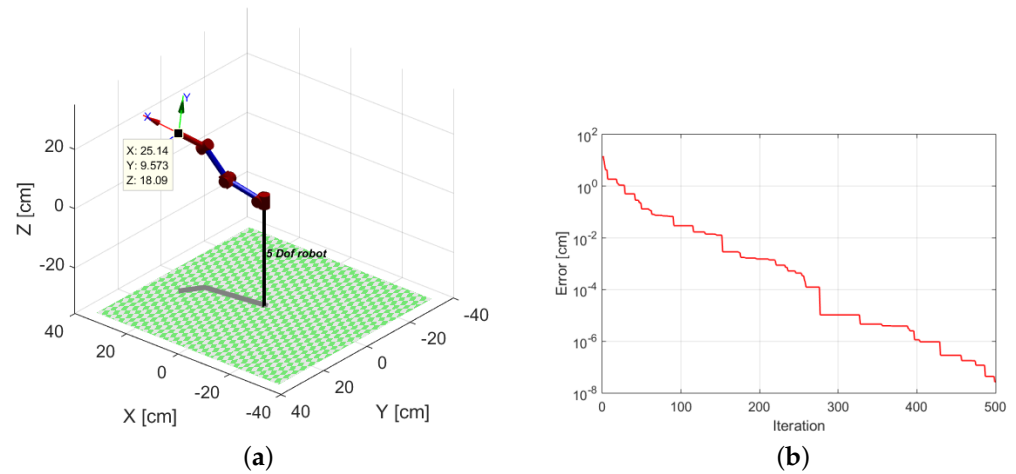 Z [cm]
20
0
-20
X
Y
X: 25.14
Y: 9.573
Z: 18.09
5 Dof robot
40
20
0
-20
-40
X [cm]
40
20
0
-20
-40
Y [cm]
(a)
Error [cm]
10^2
10^0
10^-2
10^-4
10^-6
10^-8
0 100 200 300 400 500
Iteration
(b)